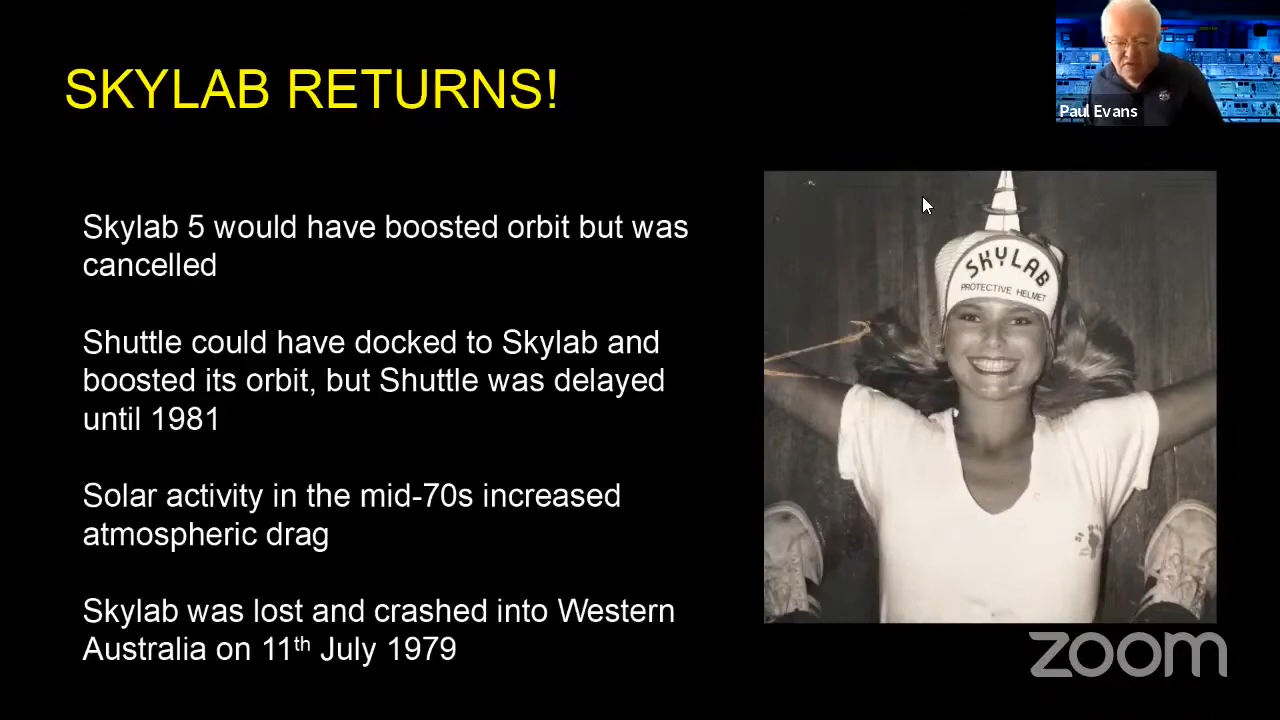 SKYLAB RETURNS!
Paul Evans
Skylab 5 would have boosted orbit but was
cancelled
Shuttle could have docked to Skylab and
boosted its orbit, but Shuttle was delayed
until 1981
Solar activity in the mid-70s increased
atmospheric drag
Skylab was lost and crashed into Western
Australia on 11th July 1979
SKYLAB
PROTECTIVE HELMET
zoom